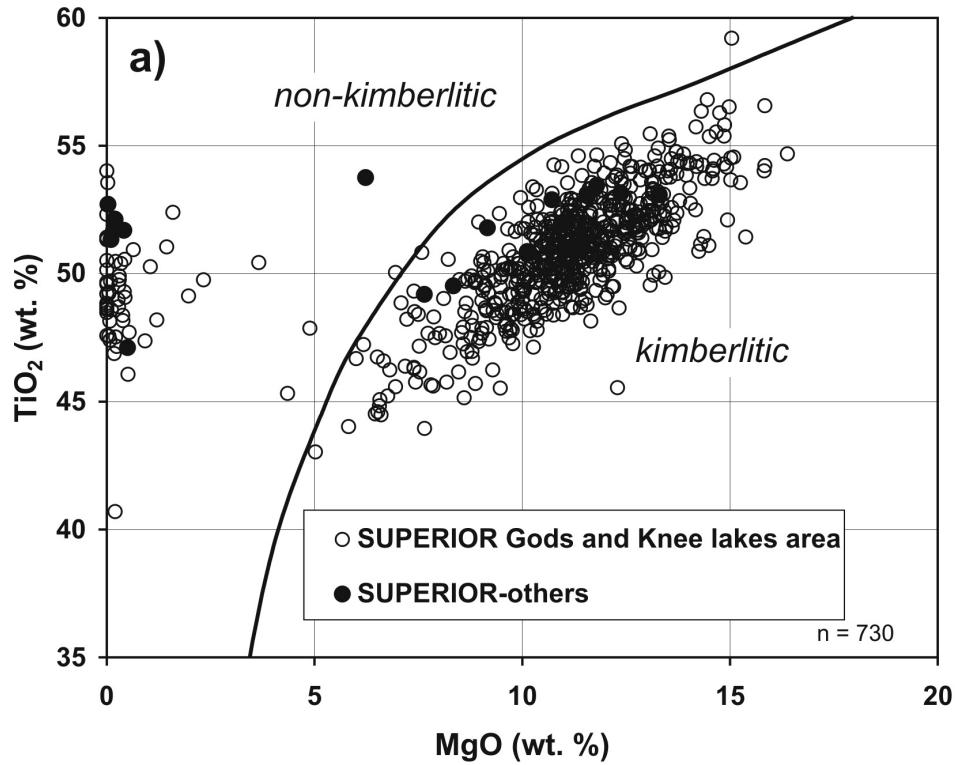 a)
non-kimberlitic
kimberlitic
SUPERIOR Gods and Knee lakes area
SUPERIOR-others
n = 730
TiO₂ (wt. %)
60
55
50
45
40
35
0 5 10 15 20
MgO (wt. %)